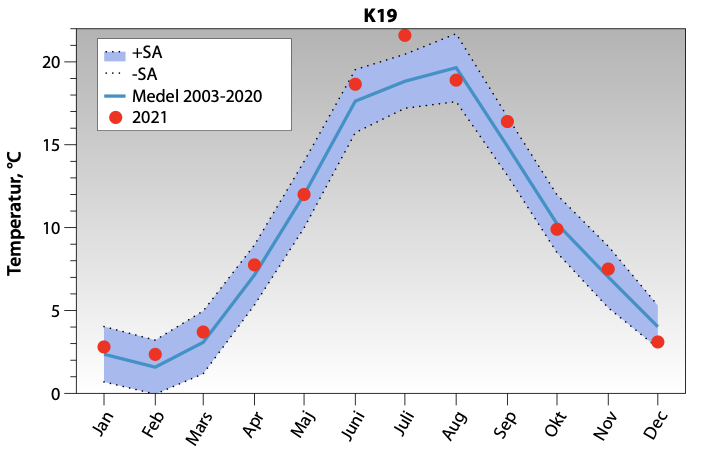 K19
+SA
-SA
Medel 2003-2020
2021
Temperatur, °C
20
15
10
5
0
Jan
Feb
Mars
Apr
Maj
Juni
Juli
Aug
Sep
Okt
Nov
Dec